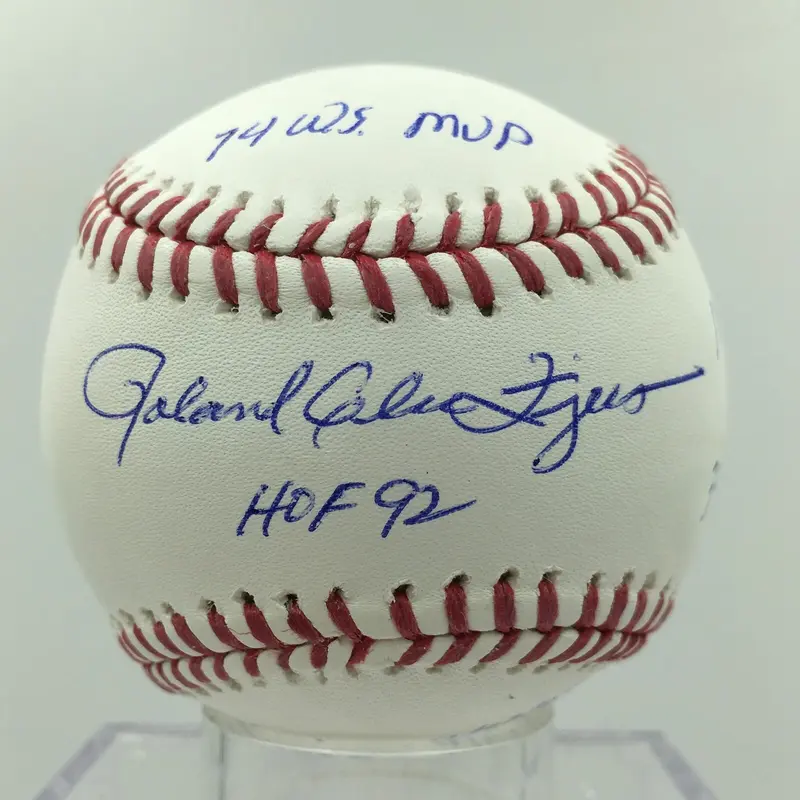 74 W.S. MVP
Roland Glen Fingers
HOF 92